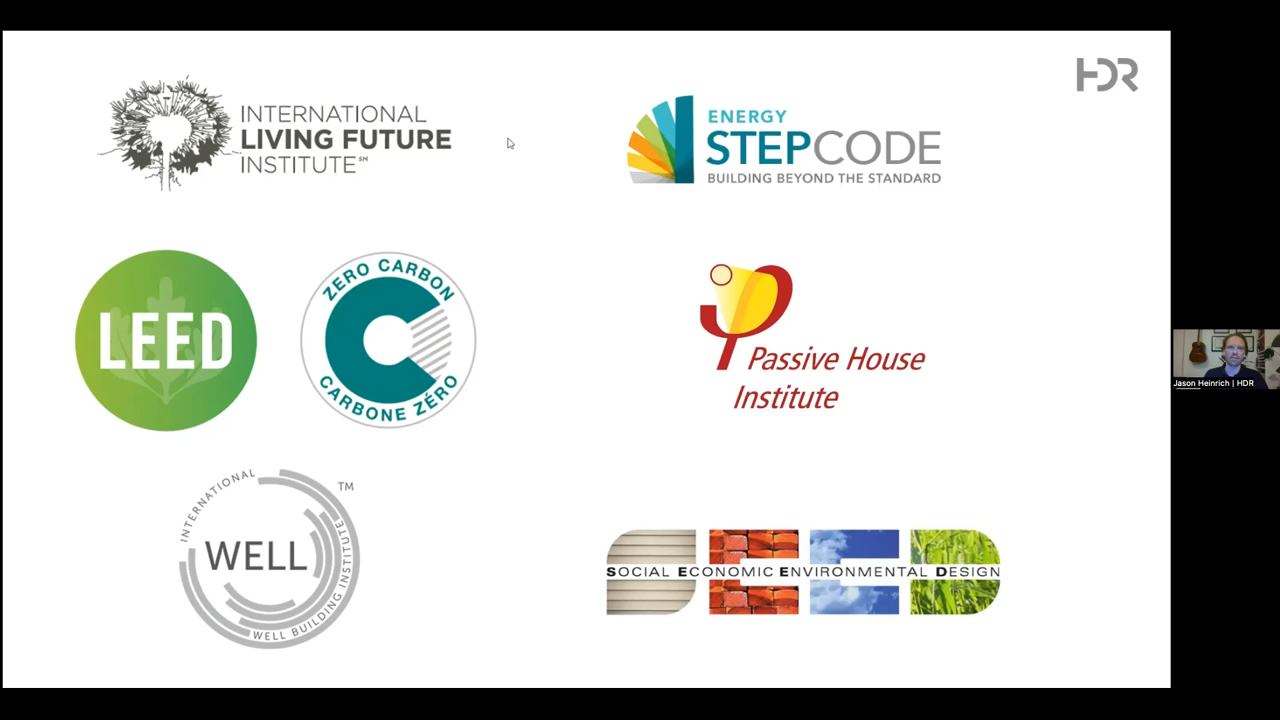 HDR
INTERNATIONAL
LIVING FUTURE
INSTITUTE℠
ENERGY
STEPCODE
BUILDING BEYOND THE STANDARD
LEED
ZERO CARBON
CARBONE ZÉRO
Passive House
Institute
INTERNATIONAL
WELL
TM
WELL BUILDING INSTITUTE
SOCIAL ECONOMIC ENVIRONMENTAL DESIGN
Jason Heinrich | HDR